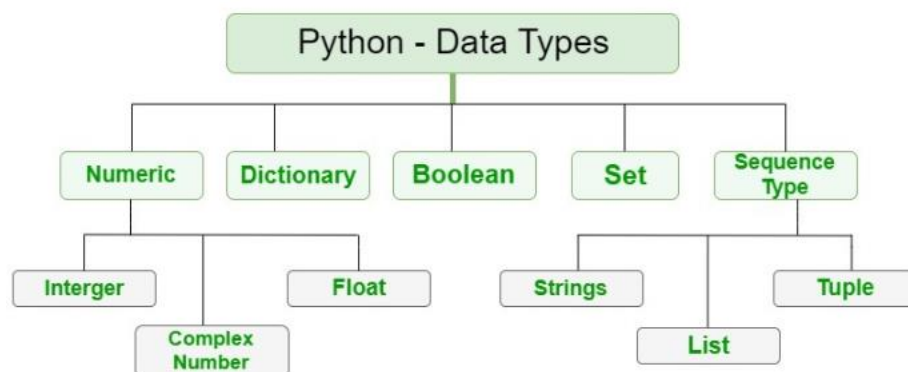 Python - Data Types
Numeric
Dictionary
Boolean
Set
Sequence
Type
Interger
Complex
Number
Float
Strings
List
Tuple